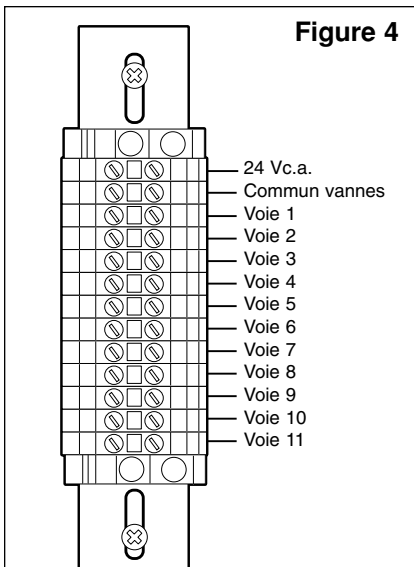 Figure 4
24 Vc.a.
Commun vannes
Voie 1
Voie 2
Voie 3
Voie 4
Voie 5
Voie 6
Voie 7
Voie 8
Voie 9
Voie 10
Voie 11